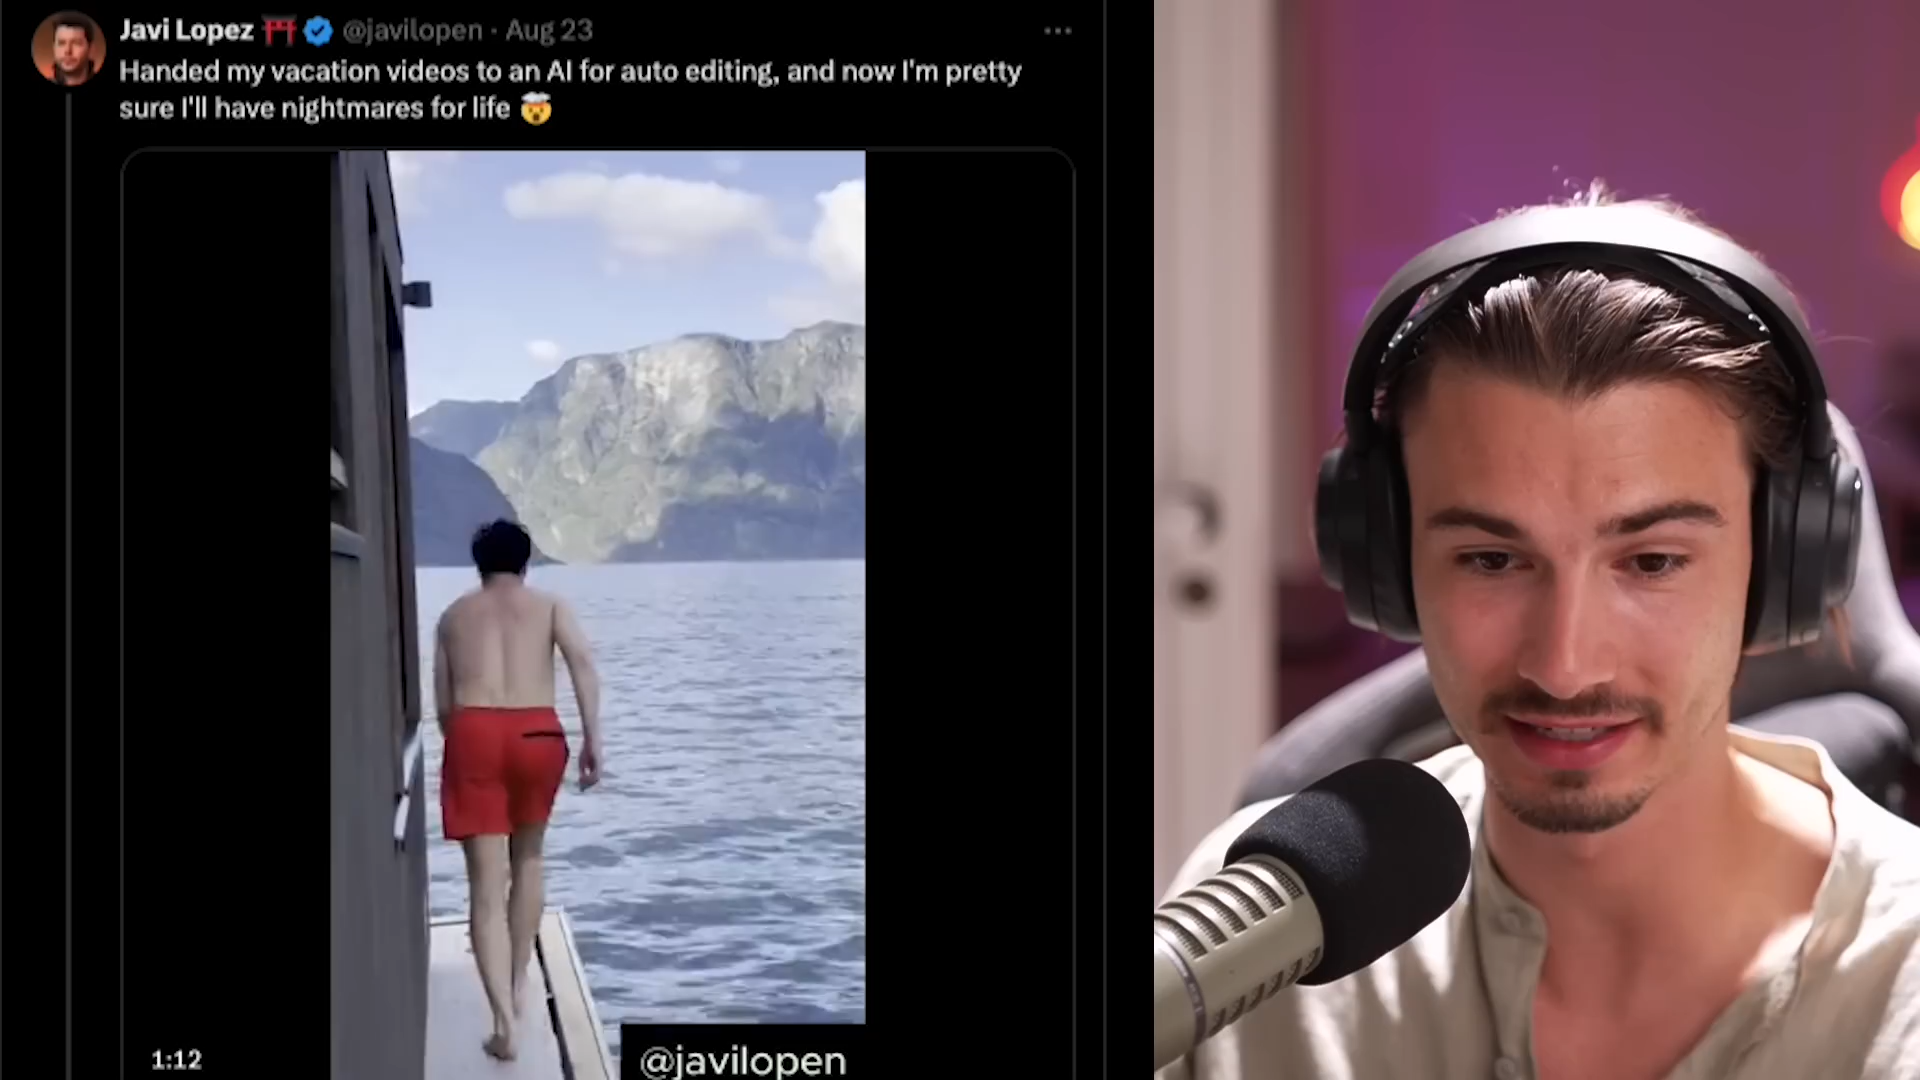 Javi Lopez ⛩️ @javilopen · Aug 23
Handed my vacation videos to an AI for auto editing, and now I'm pretty
sure I'll have nightmares for life 🤯
1:12
@javilopen